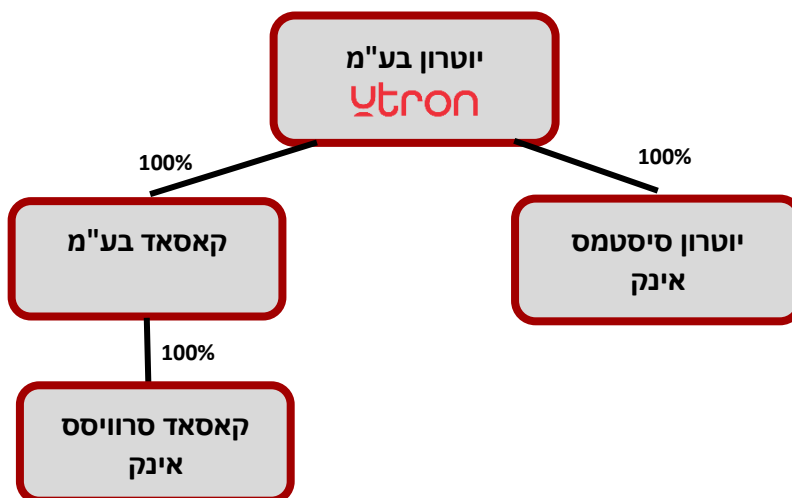 יוטרון בע"מ
ytron
100%
100%
קאסאד בע"מ
יוטרון סיסטמס
אינק
100%
קאסאד סרוויסס
אינק